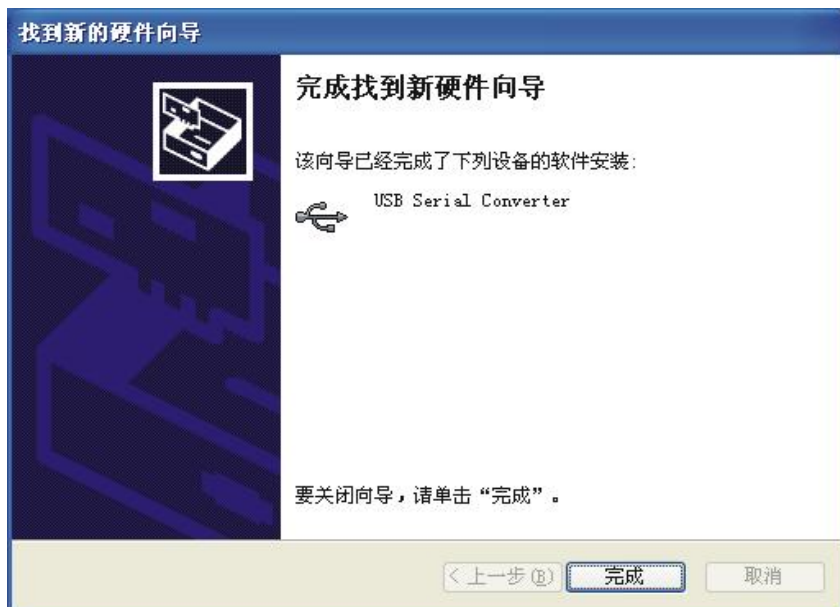 找到新的硬件向导
完成找到新硬件向导
该向导已经完成了下列设备的软件安装:
USB Serial Converter
要关闭向导,请单击“完成”。
< 上一步(B)
完成
取消